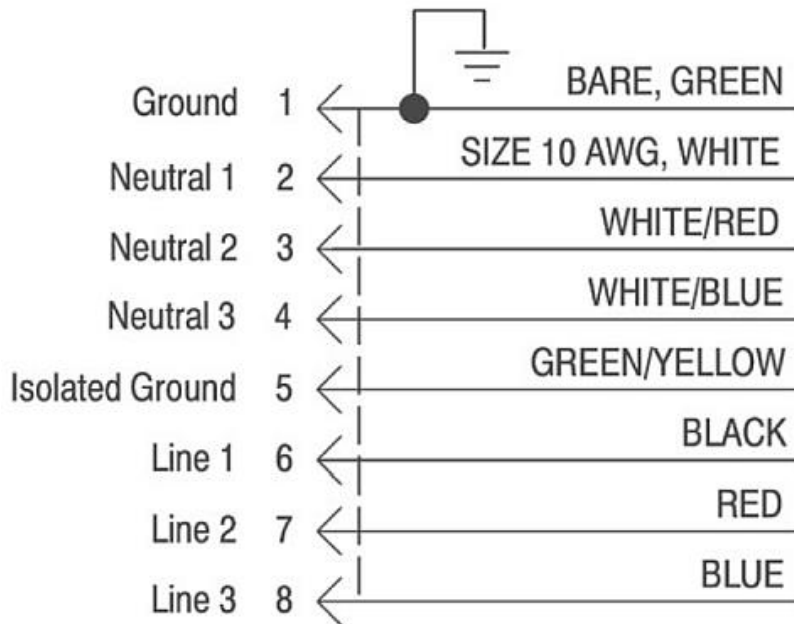 Ground 1 BARE, GREEN
Neutral 1 2 SIZE 10 AWG, WHITE
Neutral 2 3 WHITE/RED
Neutral 3 4 WHITE/BLUE
Isolated Ground 5 GREEN/YELLOW
Line 1 6 BLACK
Line 2 7 RED
Line 3 8 BLUE